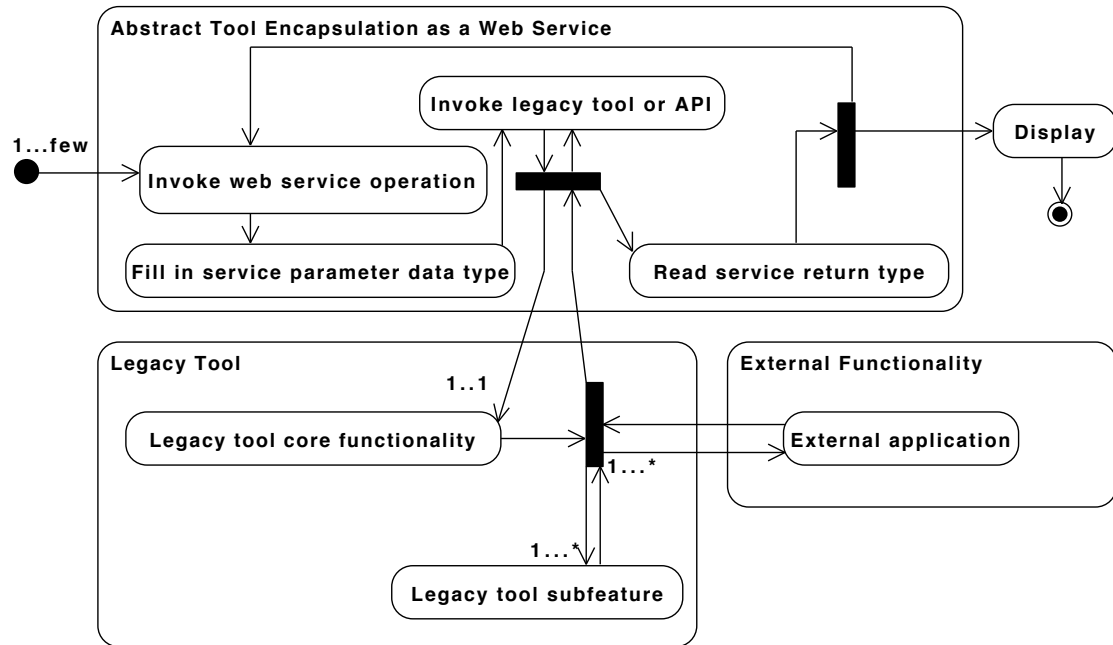 Abstract Tool Encapsulation as a Web Service
Invoke legacy tool or API
Display
1...few
Invoke web service operation
Fill in service parameter data type
Read service return type
Legacy Tool
External Functionality
1..1
Legacy tool core functionality
External application
1...*
1...*
Legacy tool subfeature